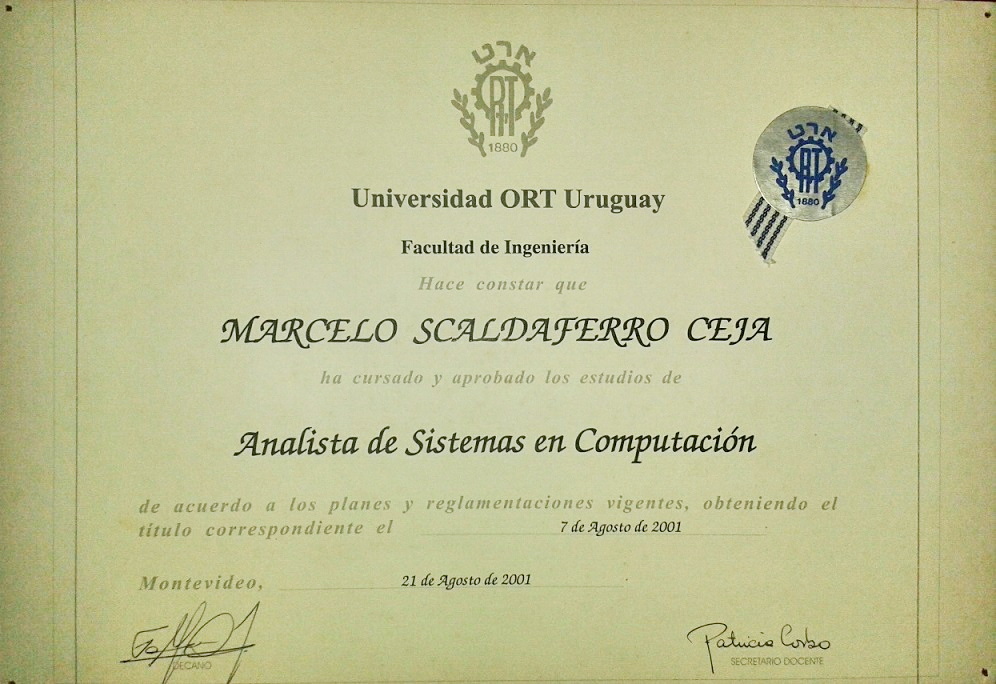 ארט
ORT
1880
ארט
ORT
1880
Universidad ORT Uruguay
Facultad de Ingeniería
Hace constar que
MARCELO SCALDAFERRO CEJA
ha cursado y aprobado los estudios de
Analista de Sistemas en Computación
de acuerdo a los planes y reglamentaciones vigentes, obteniendo el
título correspondiente el 7 de Agosto de 2001
Montevideo, 21 de Agosto de 2001
Patricia Corbo
DECANO
SECRETARIO DOCENTE